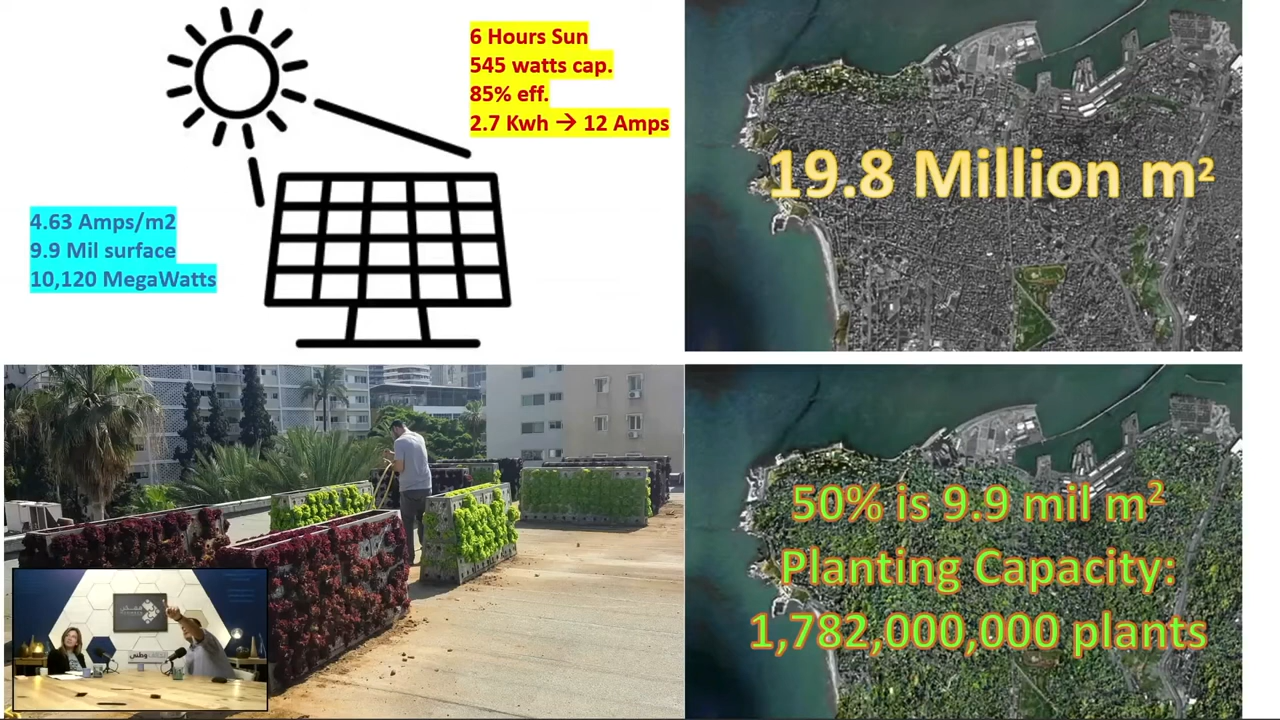 6 Hours Sun
545 watts cap.
85% eff.
2.7 Kwh → 12 Amps
4.63 Amps/m2
9.9 Mil surface
10,120 MegaWatts
19.8 Million m²
50% is 9.9 mil m²
Planting Capacity:
1,782,000,000 plants
وطني